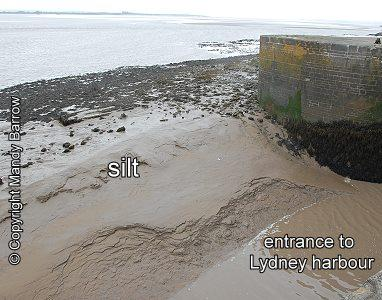 © Copyright Mandy Barrow
silt
entrance to
Lydney harbour